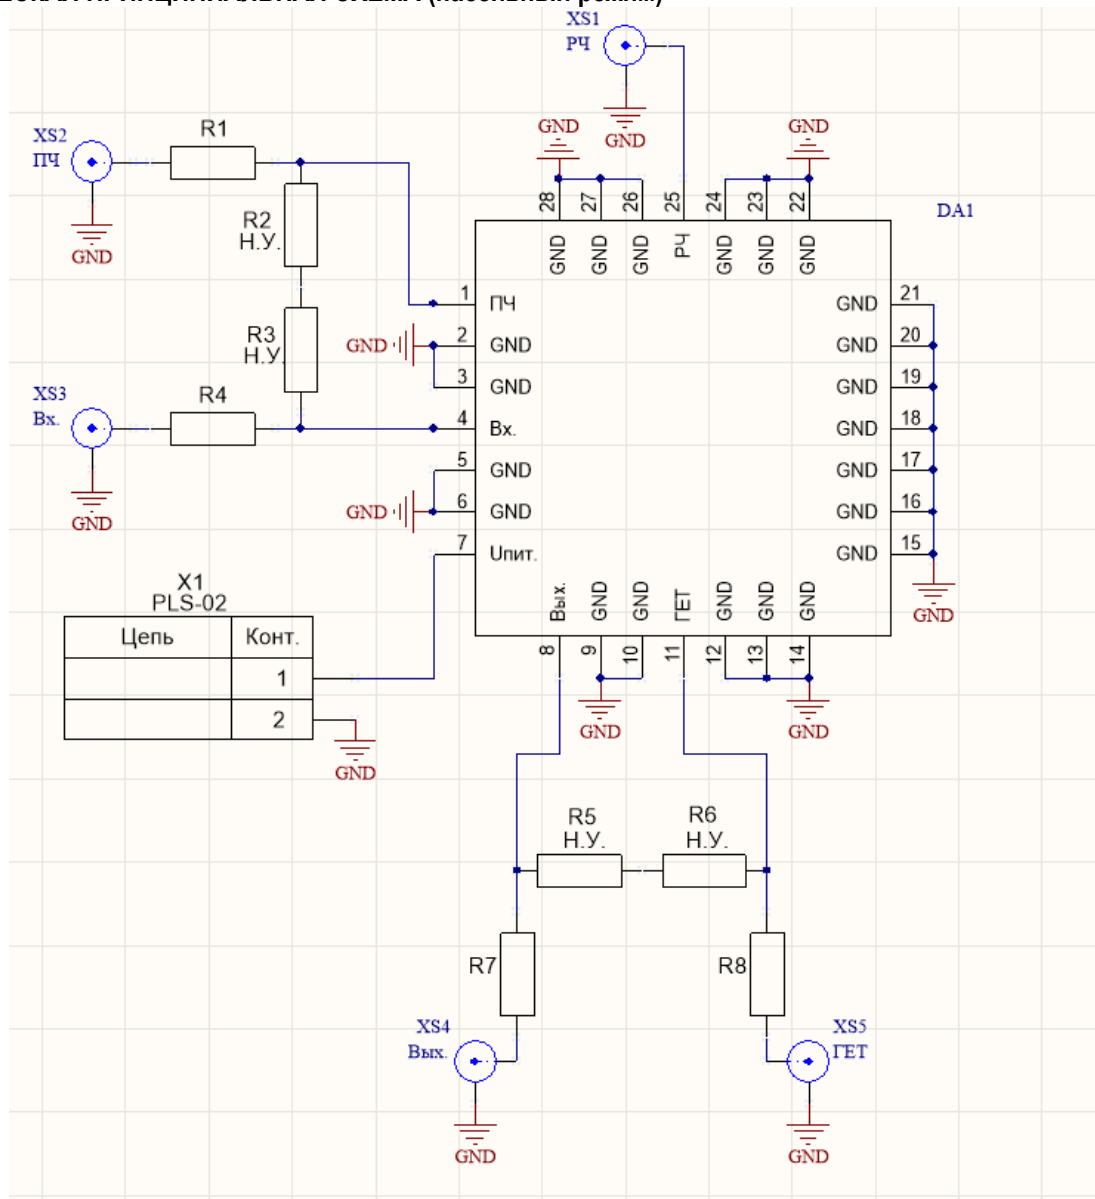 (пассивный режим)
XS1
РЧ
XS2
ПЧ
R1
GND
GND
GND
GND
R2
Н.У.
28
27
26
25
24
23
22
DA1
GND
GND
GND
РЧ
GND
GND
GND
1
ПЧ
GND
2
GND
3
GND
R3
Н.У.
XS3
Вх.
R4
4
Вх.
5
GND
GND
6
GND
7
Uпит.
GND
GND
21
GND
20
GND
19
GND
18
GND
17
GND
16
GND
15
GND
Вых.
GND
GND
ГЕТ
GND
GND
GND
8
9
10
11
12
13
14
GND
GND
X1
PLS-02
Цепь
Конт.
1
2
GND
R5
Н.У.
R6
Н.У.
R7
R8
XS4
Вых.
XS5
ГЕТ
GND
GND